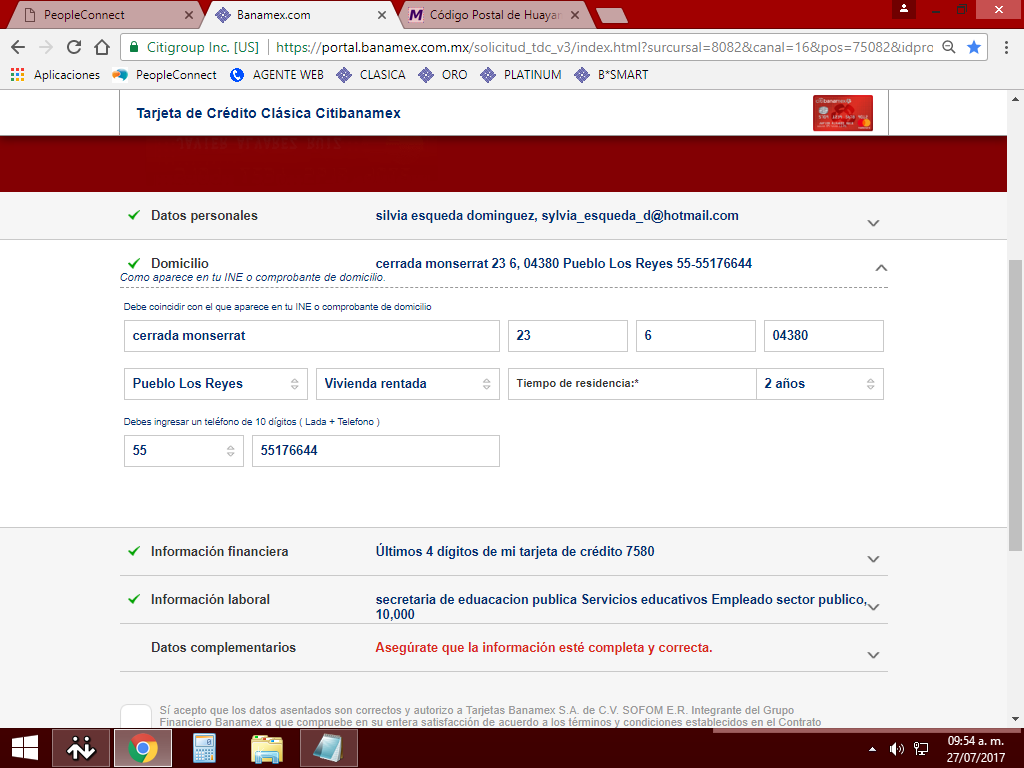 PeopleConnect
Banamex.com
Código Postal de Huayar
Citigroup Inc. [US]
https://portal.banamex.com.mx/solicitud_tdc_v3/index.html?surcursal=8082&canal=16&pos=75082&idpro
Aplicaciones
PeopleConnect
AGENTE WEB
CLASICA
ORO
PLATINUM
B*SMART
Tarjeta de Crédito Clásica Citibanamex
Datos personales
silvia esqueda dominguez, sylvia_esqueda_d@hotmail.com
Domicilio
cerrada monserrat 23 6, 04380 Pueblo Los Reyes 55-55176644
Como aparece en tu INE o comprobante de domicilio.
Debe coincidir con el que aparece en tu INE o comprobante de domicilio
cerrada monserrat
23
6
04380
Pueblo Los Reyes
Vivienda rentada
Tiempo de residencia:*
2 años
Debes ingresar un teléfono de 10 dígitos ( Lada + Telefono )
55
55176644
Información financiera
Últimos 4 dígitos de mi tarjeta de crédito 7580
Información laboral
secretaria de eduacacion publica Servicios educativos Empleado sector publico,
10,000
Datos complementarios
Asegúrate que la información esté completa y correcta.
Sí acepto que los datos asentados son correctos y autorizo a Tarjetas Banamex S.A. de C.V. SOFOM E.R. Integrante del Grupo
Financiero Banamex a que compruebe en su entera satisfacción de acuerdo a los términos y condiciones establecidos en el Contrato
09:54 a. m.
27/07/2017